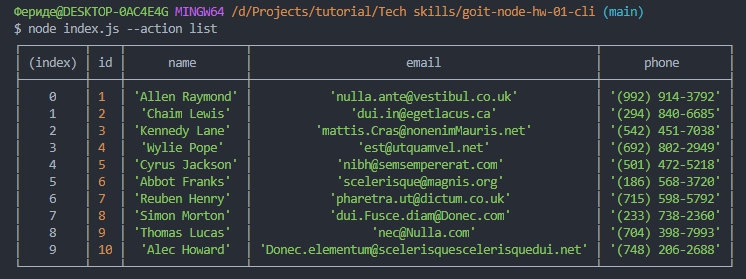 Фериде@DESKTOP-0AC4E4G MINGW64 /d/Projects/tutorial/Tech skills/goit-node-hw-01-cli (main)
$ node index.js --action list
(index) id name email phone
0 1 'Allen Raymond' 'nulla.ante@vestibul.co.uk' '(992) 914-3792'
1 2 'Chaim Lewis' 'dui.in@egetlacus.ca' '(294) 840-6685'
2 3 'Kennedy Lane' 'mattis.Cras@nonenimMauris.net' '(542) 451-7038'
3 4 'Wylie Pope' 'est@utquamvel.net' '(692) 802-2949'
4 5 'Cyrus Jackson' 'nibh@semsempererat.com' '(501) 472-5218'
5 6 'Abbot Franks' 'scelerisque@magnis.org' '(186) 568-3720'
6 7 'Reuben Henry' 'pharetra.ut@dictum.co.uk' '(715) 598-5792'
7 8 'Simon Morton' 'dui.Fusce.diam@Donec.com' '(233) 738-2360'
8 9 'Thomas Lucas' 'nec@Nulla.com' '(704) 398-7993'
9 10 'Alec Howard' 'Donec.elementum@scelerisquescelerisquedui.net' '(748) 206-2688'